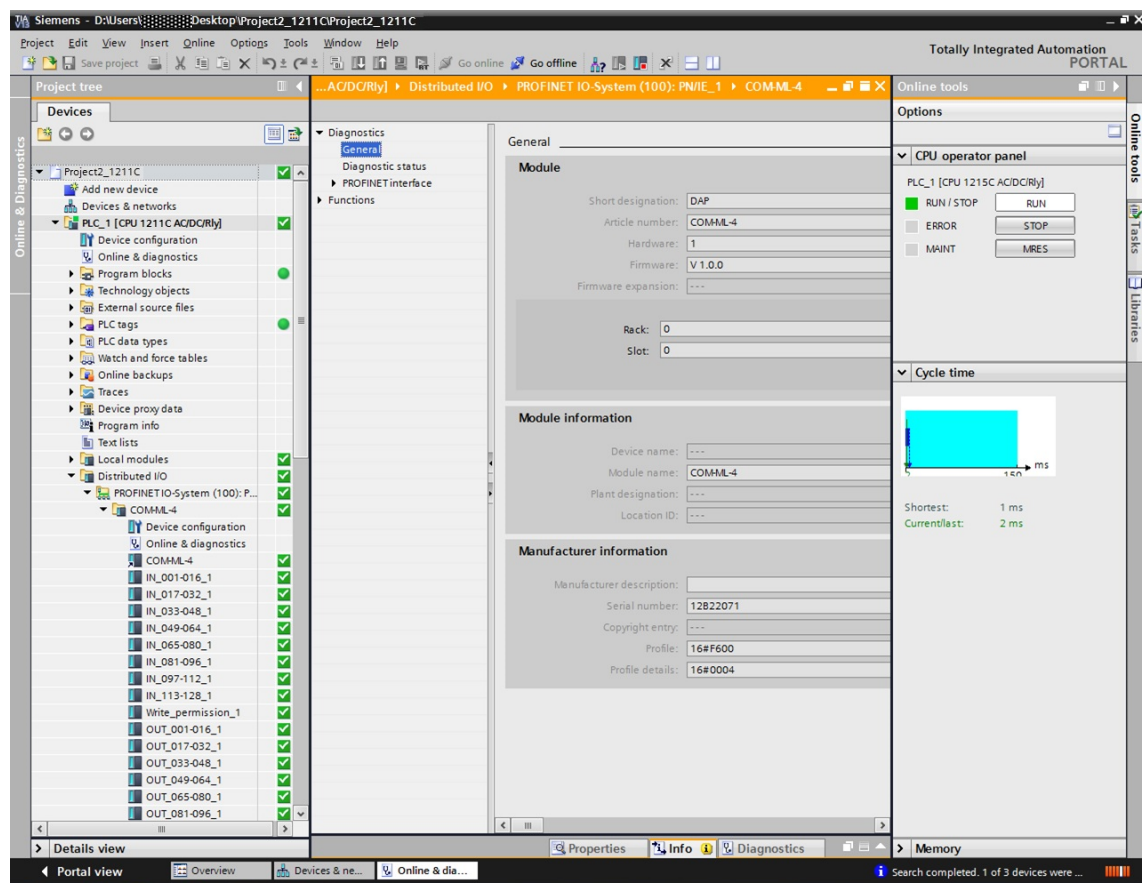 Siemens - D:\Users\Desktop\Project2_1211C\Project2_1211C
Project Edit View Insert Online Options Tools Window Help
Totally Integrated Automation
PORTAL
Save project
Go online
Go offline
Project tree
Devices
Project2_1211C
Add new device
Devices & networks
PLC_1 [CPU 1211C AC/DC/Rly]
Device configuration
Online & diagnostics
Program blocks
Technology objects
External source files
PLC tags
PLC data types
Watch and force tables
Online backups
Traces
Device proxy data
Program info
Text lists
Local modules
Distributed I/O
PROFINET IO-System (100): P...
COM-ML-4
Device configuration
Online & diagnostics
COM-ML-4
IN_001-016_1
IN_017-032_1
IN_033-048_1
IN_049-064_1
IN_065-080_1
IN_081-096_1
IN_097-112_1
IN_113-128_1
Write_permission_1
OUT_001-016_1
OUT_017-032_1
OUT_033-048_1
OUT_049-064_1
OUT_065-080_1
OUT_081-096_1
Details view
Online & Diagnostics
...AC/DC/Rly] Distributed I/O PROFINET IO-System (100): PN/IE_1 COM-ML-4
Diagnostics
General
Diagnostic status
PROFINET interface
Functions
General
Module
Short designation: DAP
Article number: COM-ML-4
Hardware: 1
Firmware: V 1.0.0
Firmware expansion: ---
Rack: 0
Slot: 0
Module information
Device name: ---
Module name: COM-ML-4
Plant designation: ---
Location ID: ---
Manufacturer information
Manufacturer description:
Serial number: 12B22071
Copyright entry: ---
Profile: 16#F600
Profile details: 16#0004
Properties
Info
Diagnostics
Online tools
Options
CPU operator panel
PLC_1 [CPU 1215C AC/DC/Rly]
RUN / STOP RUN
ERROR STOP
MAINT MRES
Cycle time
ms
150
Shortest: 1 ms
Current/last: 2 ms
Memory
Online tools
Tasks
Libraries
Portal view
Overview
Devices & ne...
Online & dia...
Search completed. 1 of 3 devices were ...